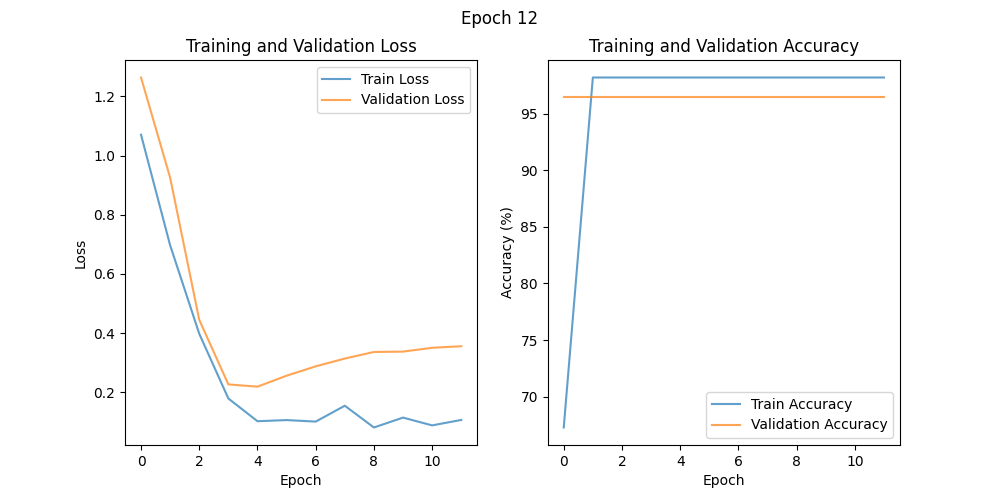 Epoch 12
Training and Validation Loss
Train Loss
Validation Loss
1.2
1.0
0.8
0.6
0.4
0.2
Loss
0 2 4 6 8 10
Epoch
Training and Validation Accuracy
95
90
85
80
75
70
Accuracy (%)
Train Accuracy
Validation Accuracy
0 2 4 6 8 10
Epoch